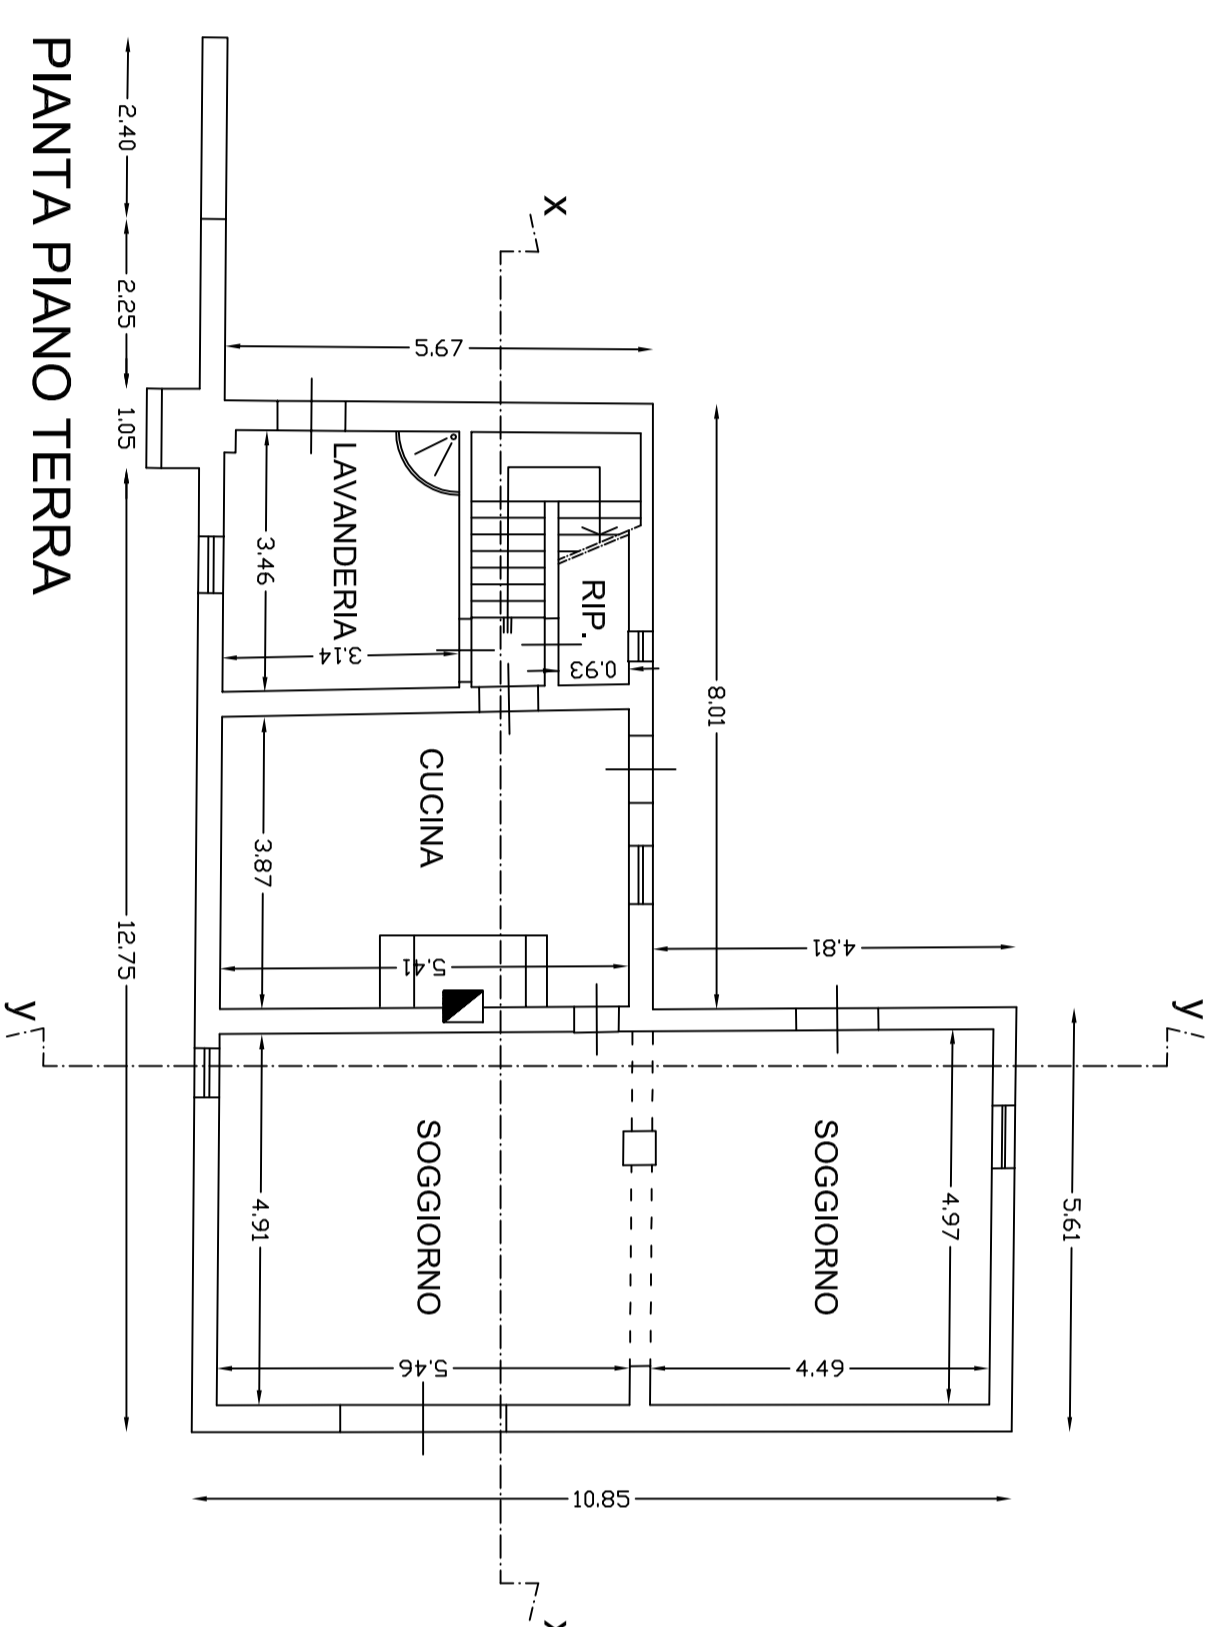 PIANTA PIANO TERRA
2.40
2.25
1.05
12.75
x
5.67
LAVANDERIA
3.46
3.14
RIP.
0.93
8.01
CUCINA
3.87
5.41
4.81
y
y
SOGGIORNO
4.91
5.46
SOGGIORNO
4.97
4.49
5.61
10.85
x